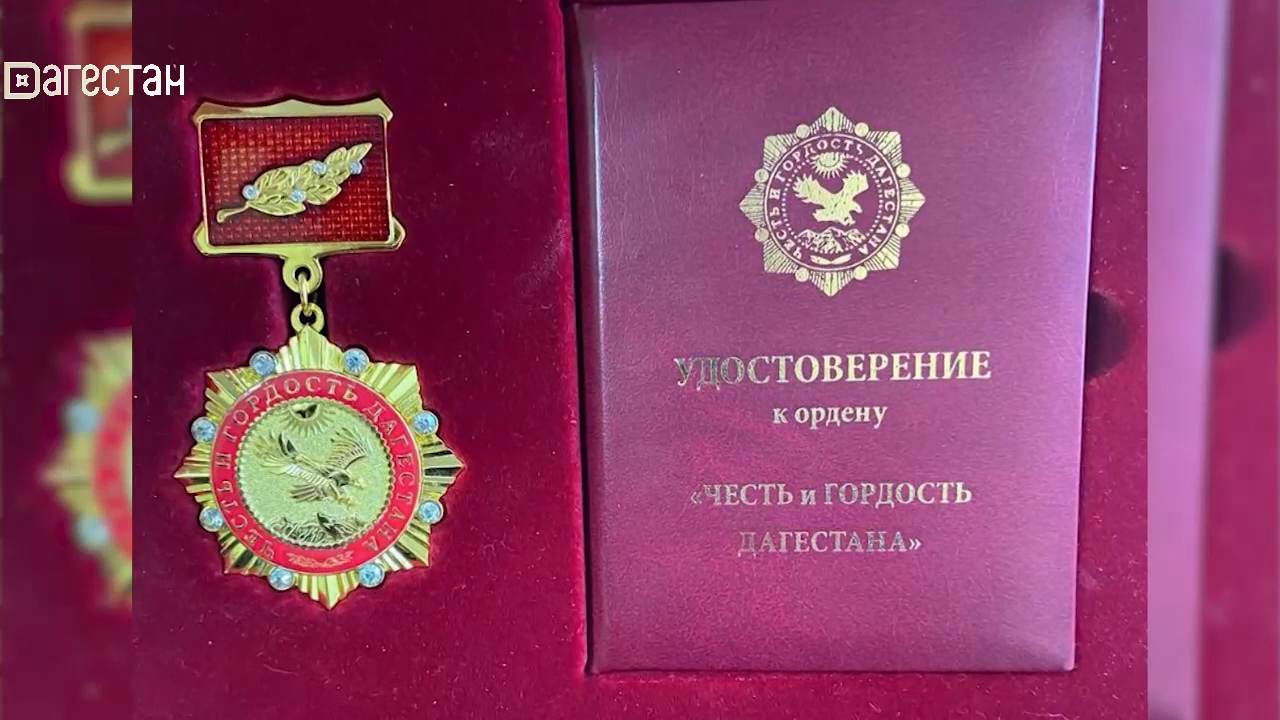 Дагестан
ЧЕСТЬ И ГОРДОСТЬ ДАГЕСТАНА
ЧЕСТЬ И ГОРДОСТЬ ДАГЕСТАНА
УДОСТОВЕРЕНИЕ
к ордену
«ЧЕСТЬ и ГОРДОСТЬ
ДАГЕСТАНА»